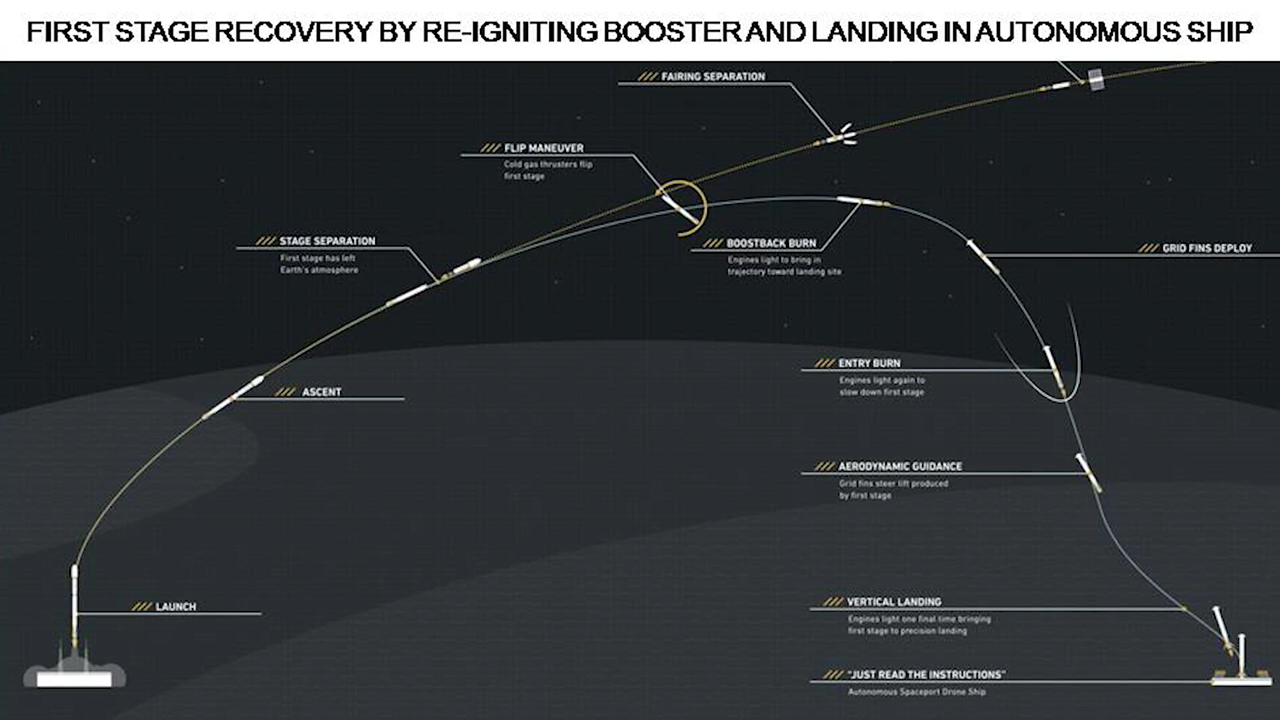 FIRST STAGE RECOVERY BY RE-IGNITING BOOSTER AND LANDING IN AUTONOMOUS SHIP
/// FAIRING SEPARATION
/// FLIP MANEUVER
Cold gas thrusters flip
first stage
/// STAGE SEPARATION
First stage has left
Earth's atmosphere
/// BOOSTBACK BURN
Engines light to bring in
trajectory toward landing site
/// GRID FINS DEPLOY
/// ENTRY BURN
Engines light again to
slow down first stage
/// ASCENT
/// AERODYNAMIC GUIDANCE
Grid fins steer lift produced
by first stage
/// LAUNCH
/// VERTICAL LANDING
Engines light one final time bringing
first stage to precision landing
/// "JUST READ THE INSTRUCTIONS"
Autonomous Spaceport Drone Ship